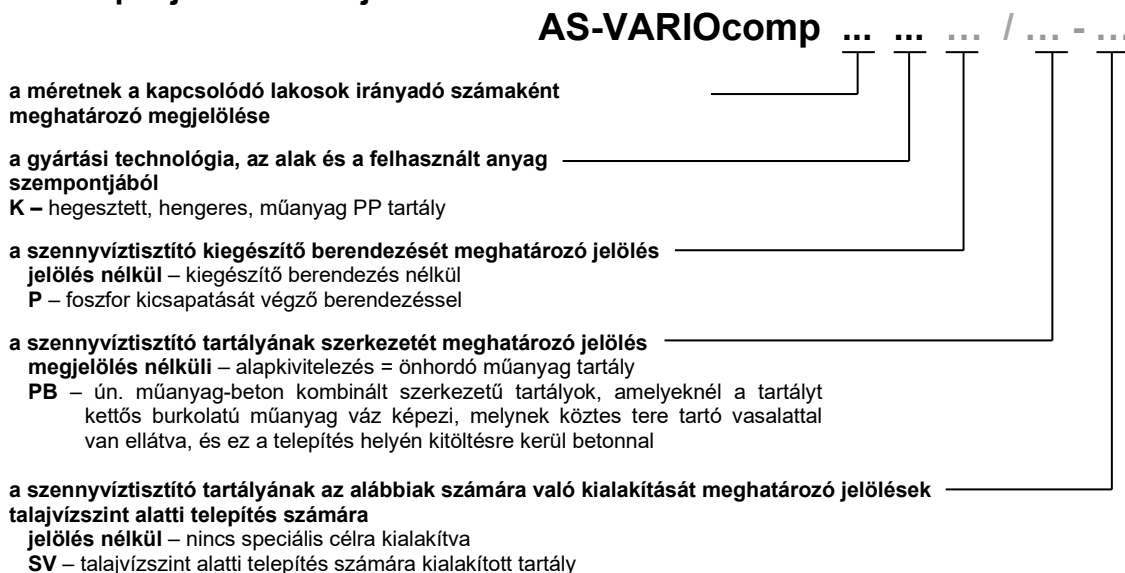 AS-VARIOcomp ... ... ... / ... - ...
a méretnek a kapcsolódó lakosok irányadó számaként
meghatározó megjelölése
a gyártási technológia, az alak és a felhasznált anyag
szempontjából
K – hegesztett, hengeres, műanyag PP tartály
a szennyvíztisztító kiegészítő berendezését meghatározó jelölés
jelölés nélkül – kiegészítő berendezés nélkül
P – foszfor kicsapatását végző berendezéssel
a szennyvíztisztító tartályának szerkezetét meghatározó jelölés
megjelölés nélküli – alapkivitelezés = önhordó műanyag tartály
PB – ún. műanyag-beton kombinált szerkezetű tartályok, amelyeknél a tartályt
kettős burkolatú műanyag váz képezi, melynek köztes tere tartó vasalattal
van ellátva, és ez a telepítés helyén kitöltésre kerül betonnal
a szennyvíztisztító tartályának az alábbiak számára való kialakítását meghatározó jelölések
talajvízszint alatti telepítés számára
jelölés nélkül – nincs speciális célra kialakítva
SV – talajvízszint alatti telepítés számára kialakított tartály